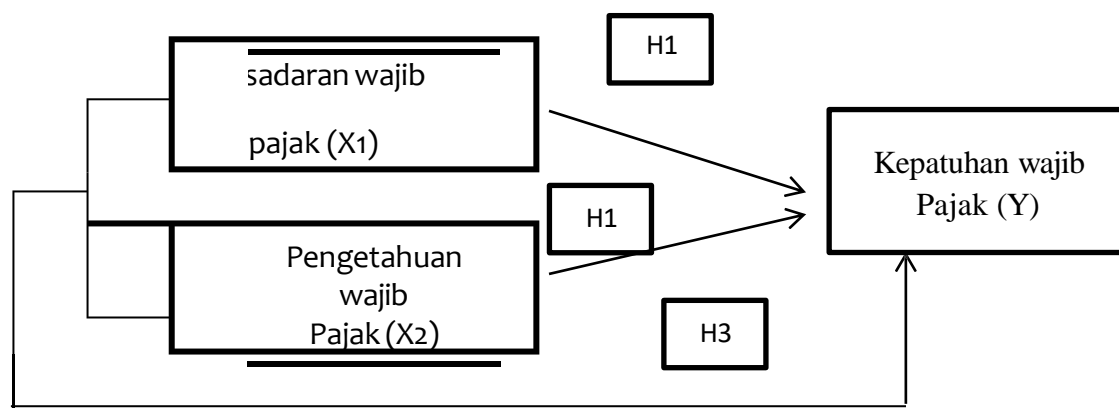 H1
sadaran wajib
pajak (X1)
Kepatuhan wajib
Pajak (Y)
H1
Pengetahuan
wajib
Pajak (X2)
H3